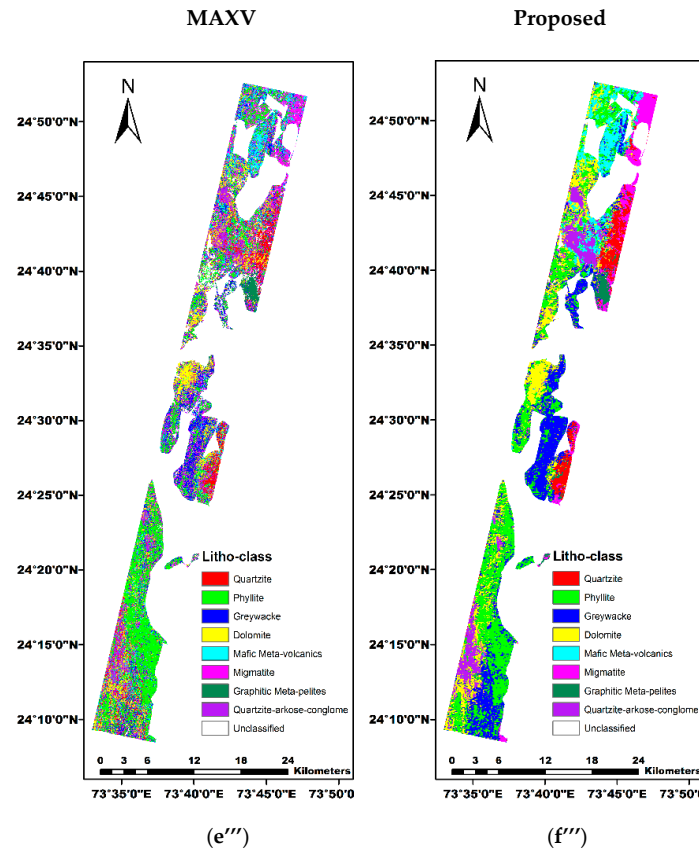 MAXV
Proposed
N
24°50'0"N
24°45'0"N
24°40'0"N
24°35'0"N
24°30'0"N
24°25'0"N
24°20'0"N
24°15'0"N
24°10'0"N
Litho-class
Quartzite
Phyllite
Greywacke
Dolomite
Mafic Meta-volcanics
Migmatite
Graphitic Meta-pelites
Quartzite-arkose-conglome
Unclassified
0 3 6 12 18 24
Kilometers
73°35'0"E 73°40'0"E 73°45'0"E 73°50'0"E
(e''')
N
24°50'0"N
24°45'0"N
24°40'0"N
24°35'0"N
24°30'0"N
24°25'0"N
24°20'0"N
24°15'0"N
24°10'0"N
Litho-class
Quartzite
Phyllite
Greywacke
Dolomite
Mafic Meta-volcanics
Migmatite
Graphitic Meta-pelites
Quartzite-arkose-conglome
Unclassified
0 3 6 12 18 24
Kilometers
73°35'0"E 73°40'0"E 73°45'0"E 73°50'0"
(f''')